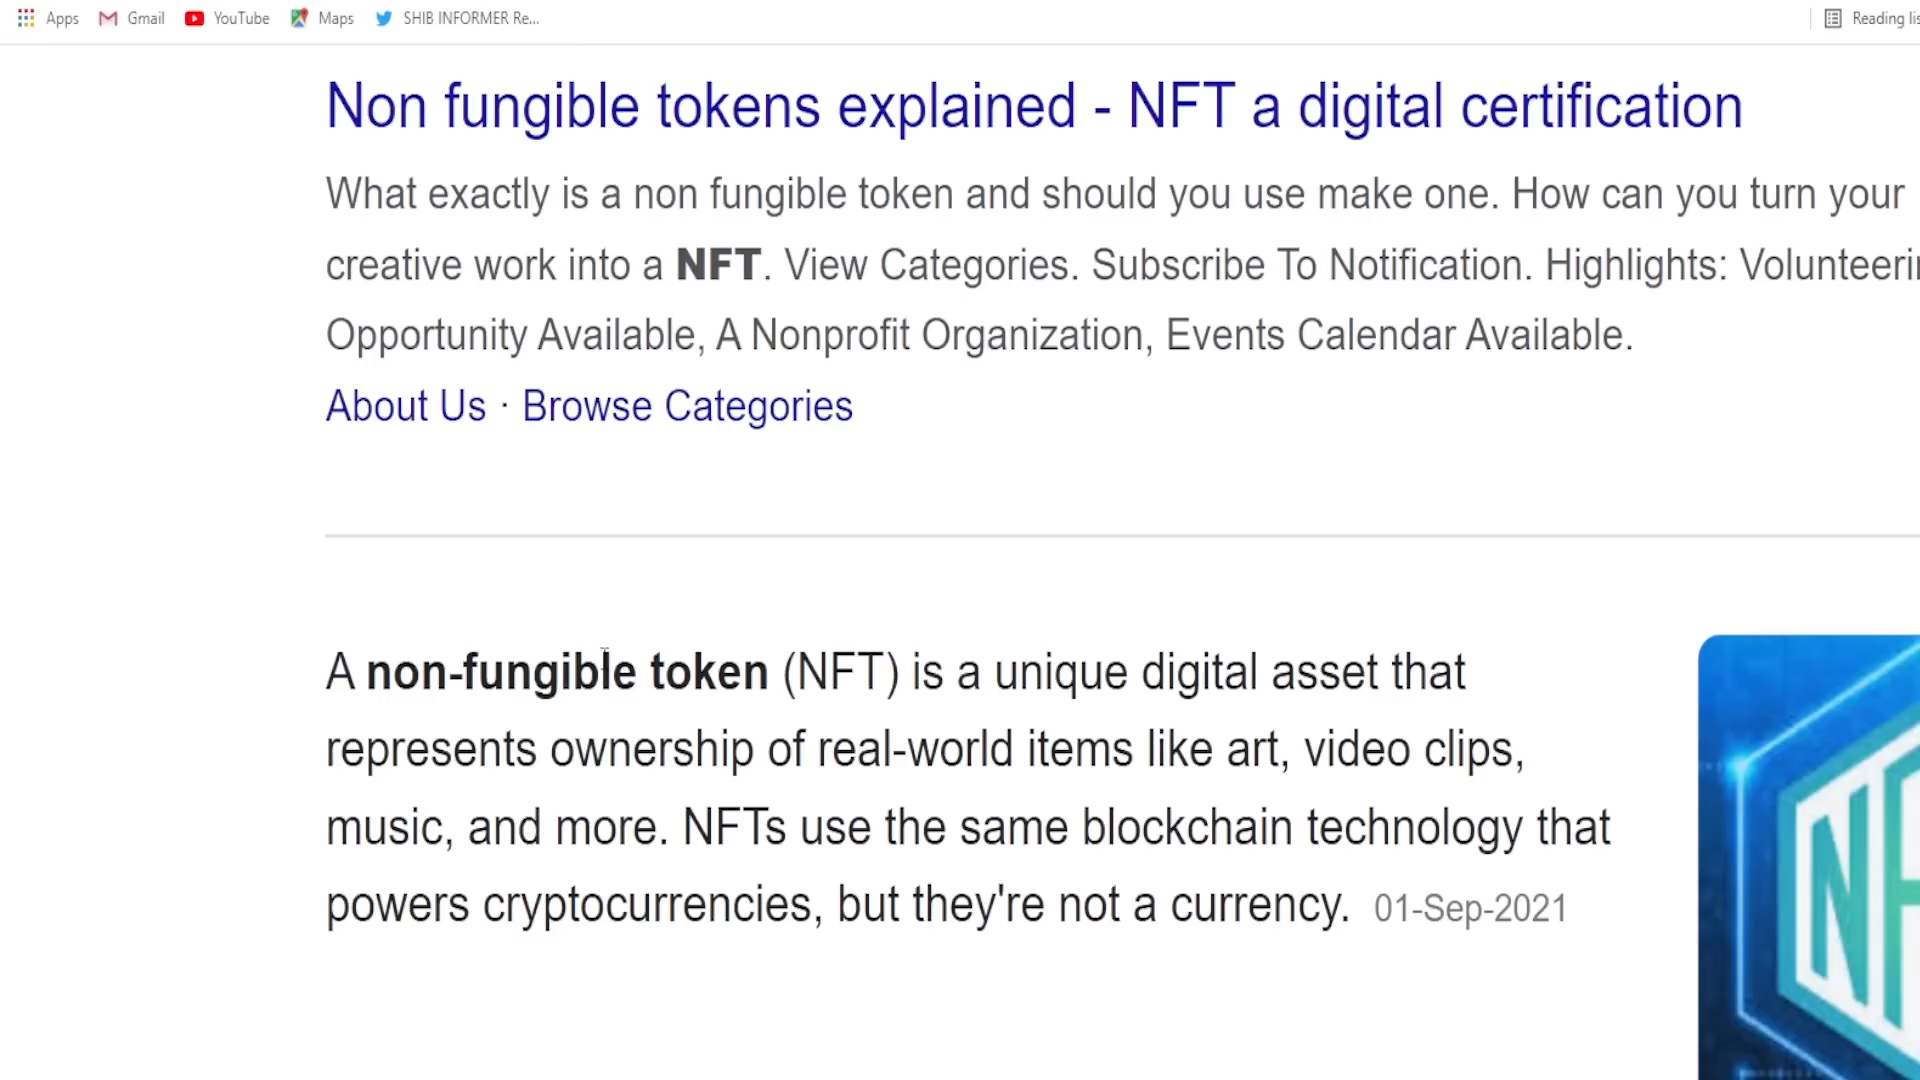 Apps Gmail YouTube Maps SHIB INFORMER Re... Reading
Non fungible tokens explained - NFT a digital certification
What exactly is a non fungible token and should you use make one. How can you turn your
creative work into a NFT. View Categories. Subscribe To Notification. Highlights:
Opportunity Available, A Nonprofit Organization, Events Calendar Available.
About Us · Browse Categories
A non-fungible token (NFT) is a unique digital asset that
represents ownership of real-world items like art, video clips,
music, and more. NFTs use the same blockchain technology that
powers cryptocurrencies, but they're not a currency. 01-Sep-2021